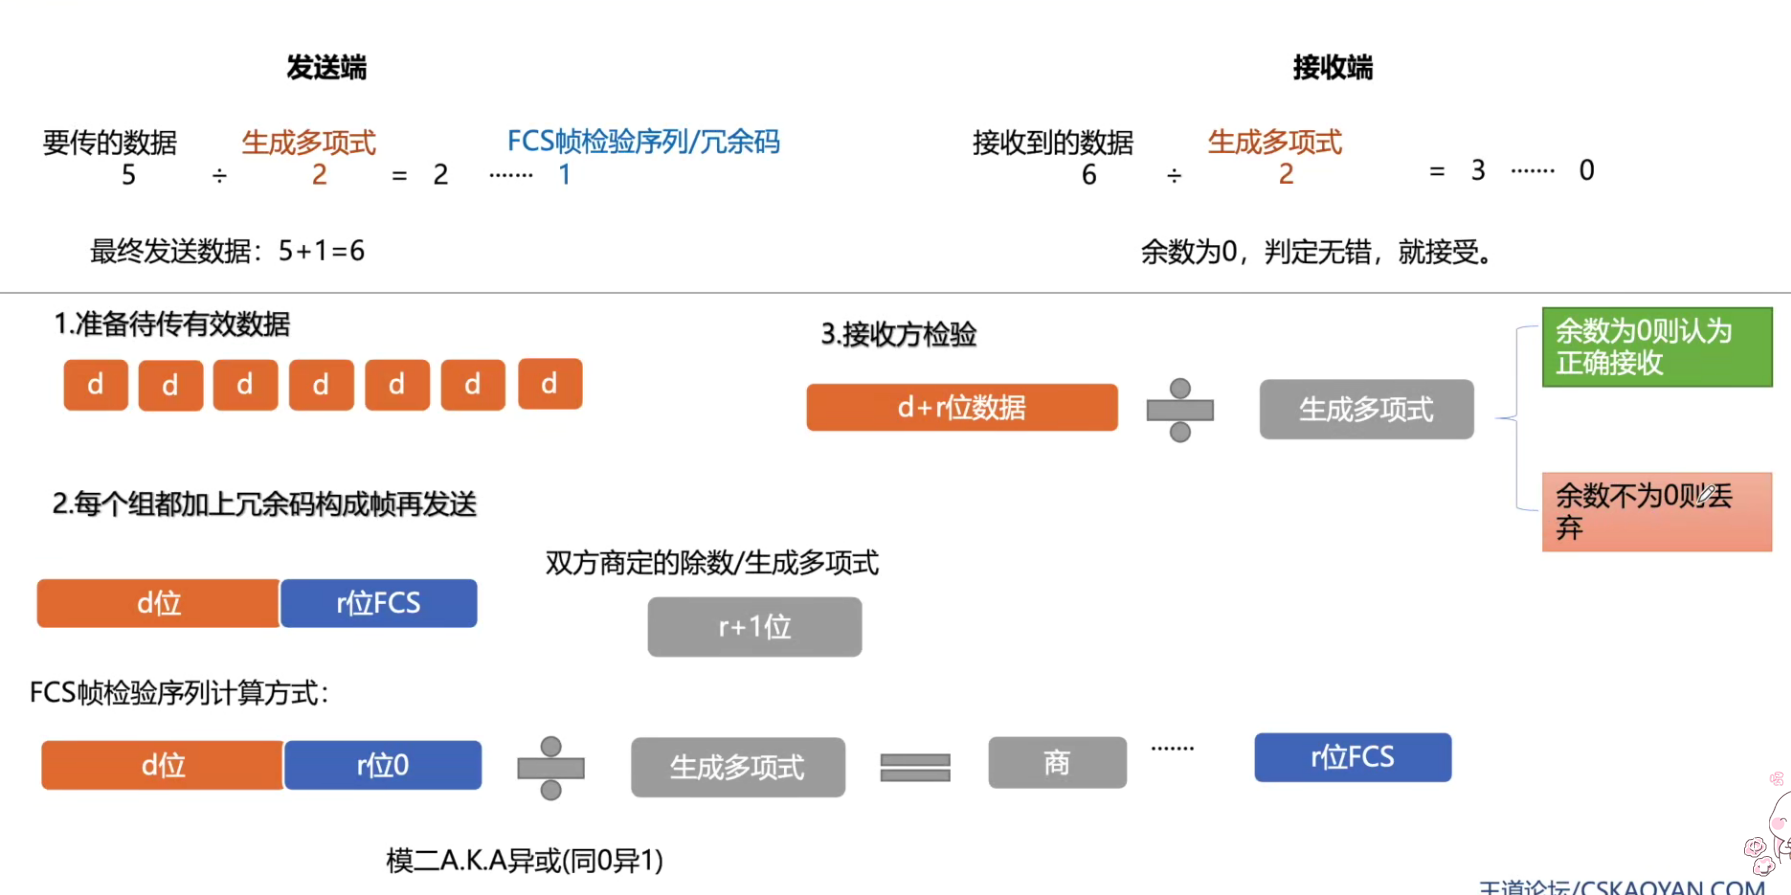 发送端
接收端
要传的数据 生成多项式 FCS帧检验序列/冗余码
5 ÷ 2 = 2 ······· 1
接收到的数据 生成多项式
6 ÷ 2 = 3 ······· 0
最终发送数据：5+1=6
余数为0，判定无错，就接受。
1.准备待传有效数据
d d d d d d d
3.接收方检验
d+r位数据 生成多项式
余数为0则认为
正确接收
余数不为0则丢
弃
2.每个组都加上冗余码构成帧再发送
d位 r位FCS
双方商定的除数/生成多项式
r+1位
FCS帧检验序列计算方式：
d位 r位0 生成多项式 商 ······· r位FCS
模二A.K.A异或(同0异1)
王道论坛/CSKAOYAN.COM